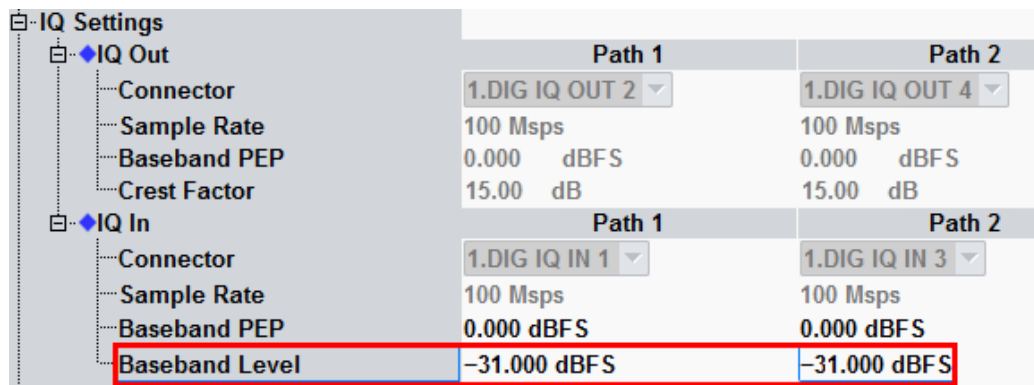 IQ Settings
IQ Out Path 1 Path 2
Connector 1.DIG IQ OUT 2 1.DIG IQ OUT 4
Sample Rate 100 Msps 100 Msps
Baseband PEP 0.000 dBFS 0.000 dBFS
Crest Factor 15.00 dB 15.00 dB
IQ In Path 1 Path 2
Connector 1.DIG IQ IN 1 1.DIG IQ IN 3
Sample Rate 100 Msps 100 Msps
Baseband PEP 0.000 dBFS 0.000 dBFS
Baseband Level −31.000 dBFS −31.000 dBFS